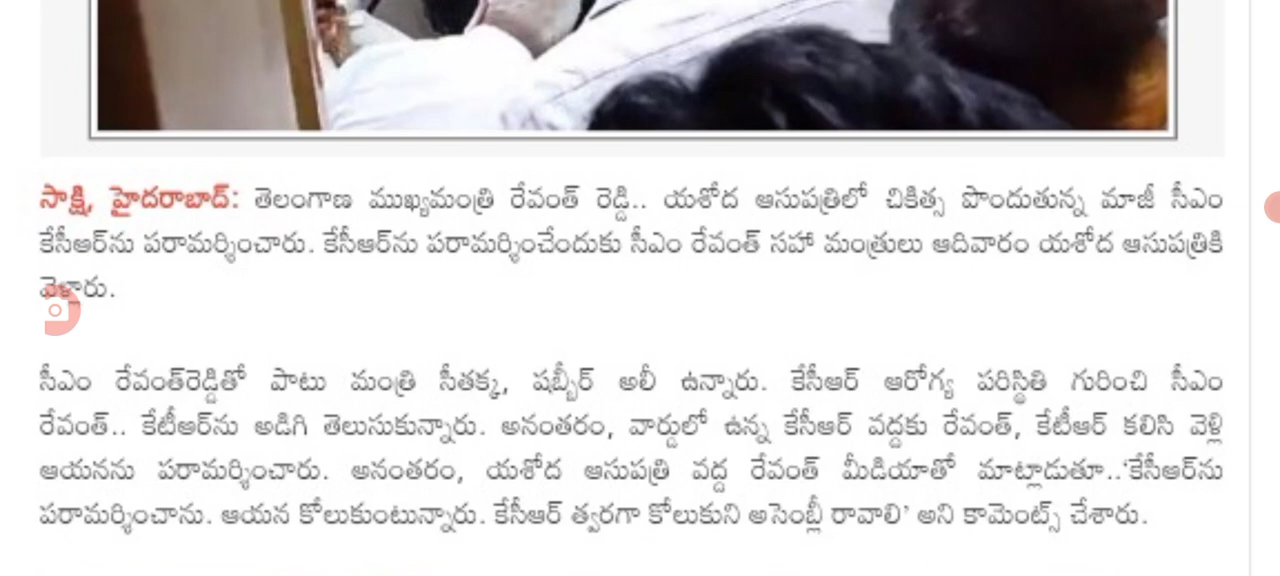 సాక్షి, హైదరాబాద్: తెలంగాణ ముఖ్యమంత్రి రేవంత్ రెడ్డి.. యశోద ఆసుపత్రిలో చికిత్స పొందుతున్న మాజీ సీఎం
కేసీఆర్‌ను పరామర్శించారు. కేసీఆర్‌ను పరామర్శించేందుకు సీఎం రేవంత్ సహా మంత్రులు ఆదివారం యశోద ఆసుపత్రికి
వెళ్లారు.
సీఎం రేవంత్‌రెడ్డితో పాటు మంత్రి సీతక్క, షబ్బీర్ అలీ ఉన్నారు. కేసీఆర్ ఆరోగ్య పరిస్థితి గురించి సీఎం
రేవంత్.. కేటీఆర్‌ను అడిగి తెలుసుకున్నారు. అనంతరం, వార్డులో ఉన్న కేసీఆర్ వద్దకు రేవంత్, కేటీఆర్ కలిసి వెళ్లి
ఆయనను పరామర్శించారు. అనంతరం, యశోద ఆసుపత్రి వద్ద రేవంత్ మీడియాతో మాట్లాడుతూ..‘కేసీఆర్‌ను
పరామర్శించాను. ఆయన కోలుకుంటున్నారు. కేసీఆర్ త్వరగా కోలుకుని అసెంబ్లీ రావాలి’ అని కామెంట్స్ చేశారు.